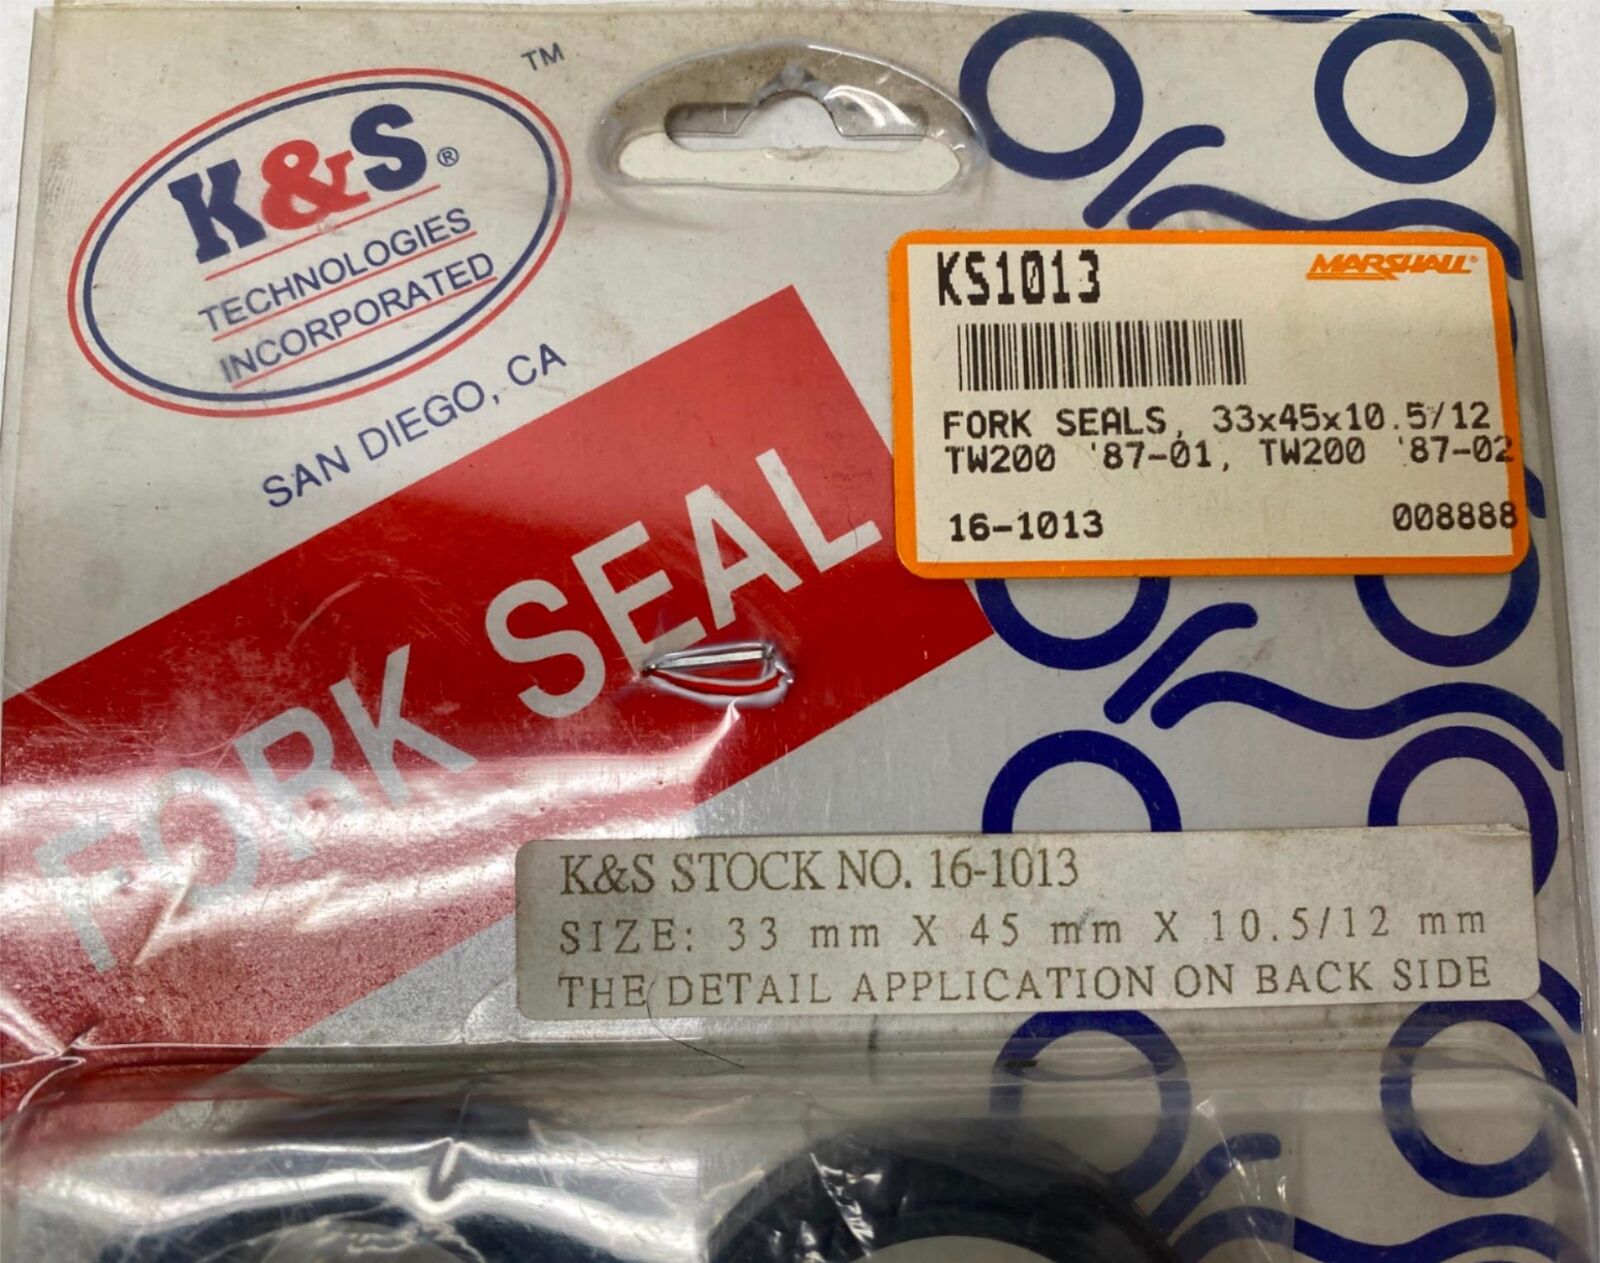 TM
K&S®
TECHNOLOGIES
INCORPORATED
SAN DIEGO, CA
KS1013
MARSHALL®
FORK SEALS, 33x45x10.5/12
TW200 '87-01, TW200 '87-02
16-1013 008888
FORK SEAL
K&S STOCK NO. 16-1013
SIZE: 33 mm X 45 mm X 10.5/12 mm
THE DETAIL APPLICATION ON BACK SIDE